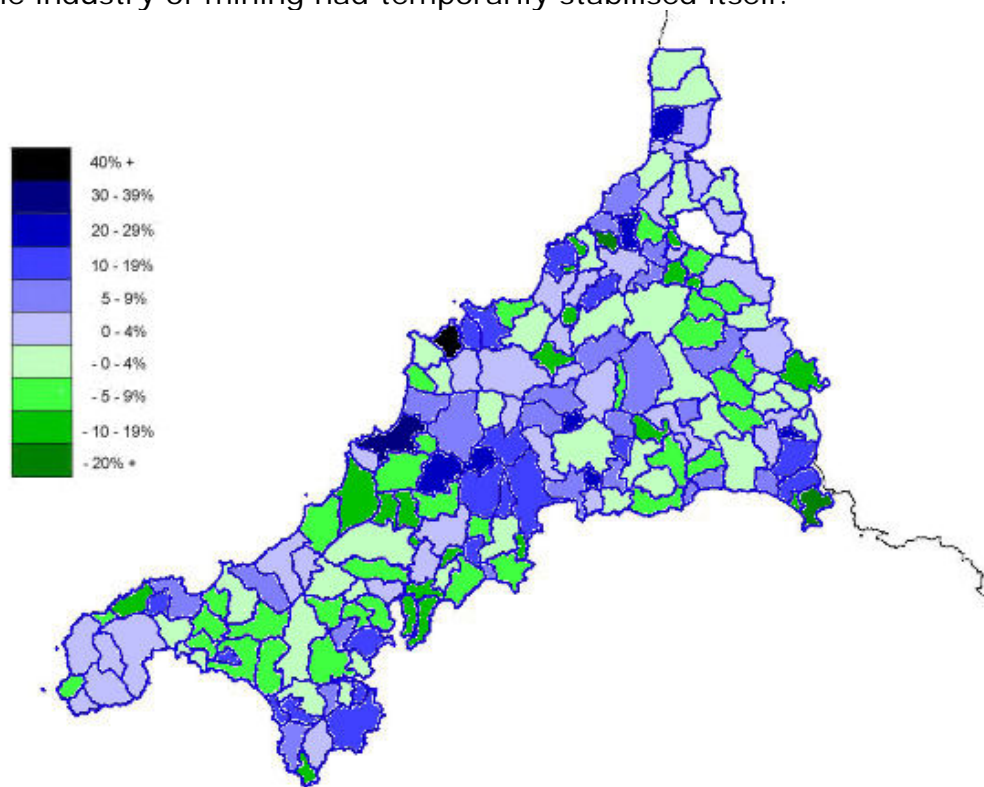 he industry of mining had temporarily stabilised itself.
40% +
30 - 39%
20 - 29%
10 - 19%
5 - 9%
0 - 4%
- 0 - 4%
- 5 - 9%
- 10 - 19%
- 20% +